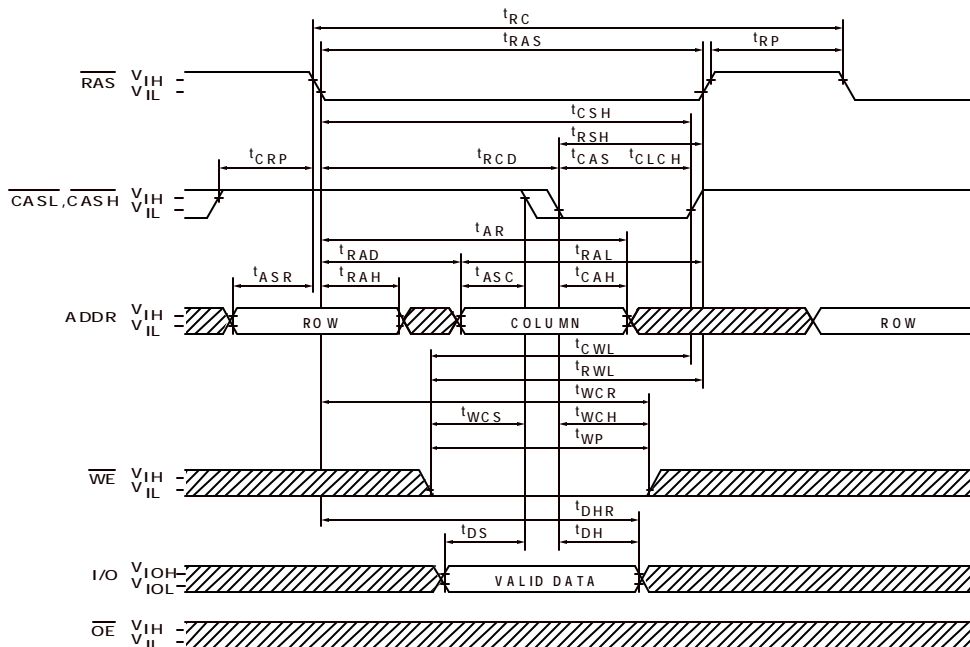 tRC
tRAS tRP
RAS VIH
VIL
tCSH
tRSH
tCRP tRCD tCAS tCLCH
CASL,CASH VIH
VIL
tAR
tRAD tRAL
tASR tRAH tASC tCAH
ADDR VIH
VIL
ROW COLUMN ROW
tCWL
tRWL
tWCR
tWCS tWCH
tWP
WE VIH
VIL
tDHR
tDS tDH
I/O VIOH
VIOL
VALID DATA
OE VIH
VIL